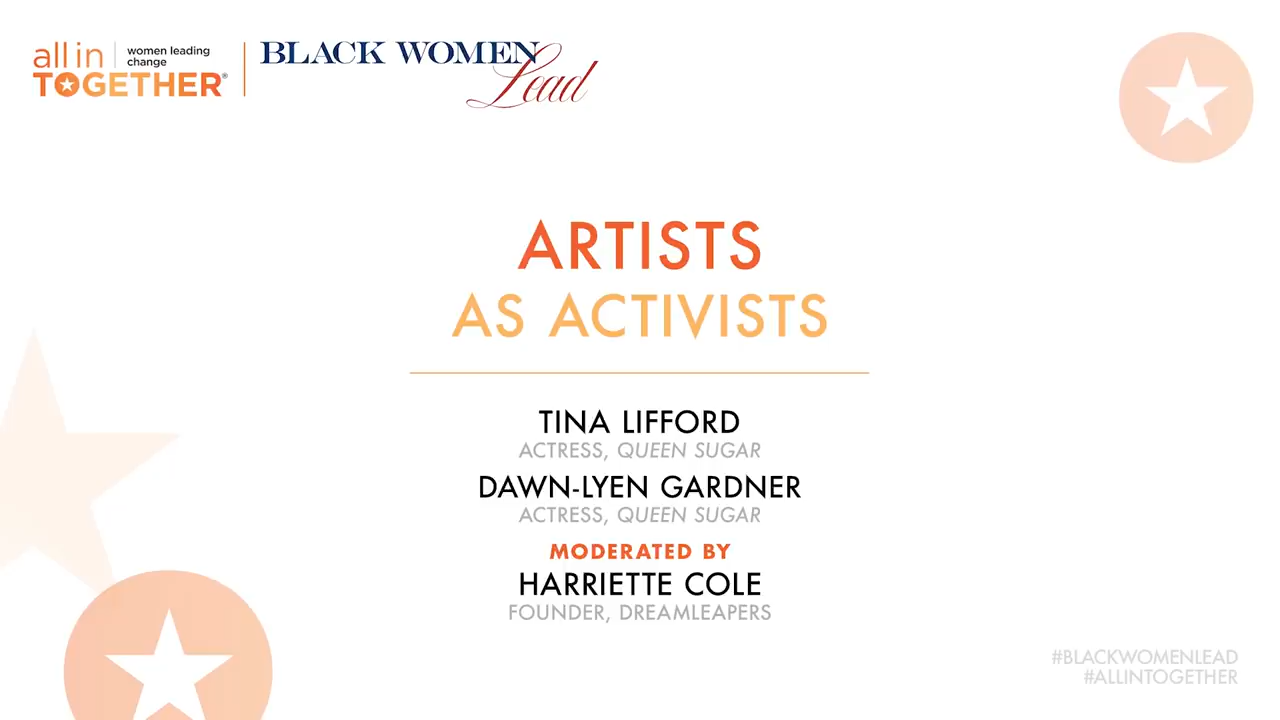 all in
TOGETHER®
women leading
change
BLACK WOMEN
Lead
ARTISTS
AS ACTIVISTS
TINA LIFFORD
ACTRESS, QUEEN SUGAR
DAWN-LYEN GARDNER
ACTRESS, QUEEN SUGAR
MODERATED BY
HARRIETTE COLE
FOUNDER, DREAMLEAPERS
#BLACKWOMENLEAD
#ALLINTOGETHER